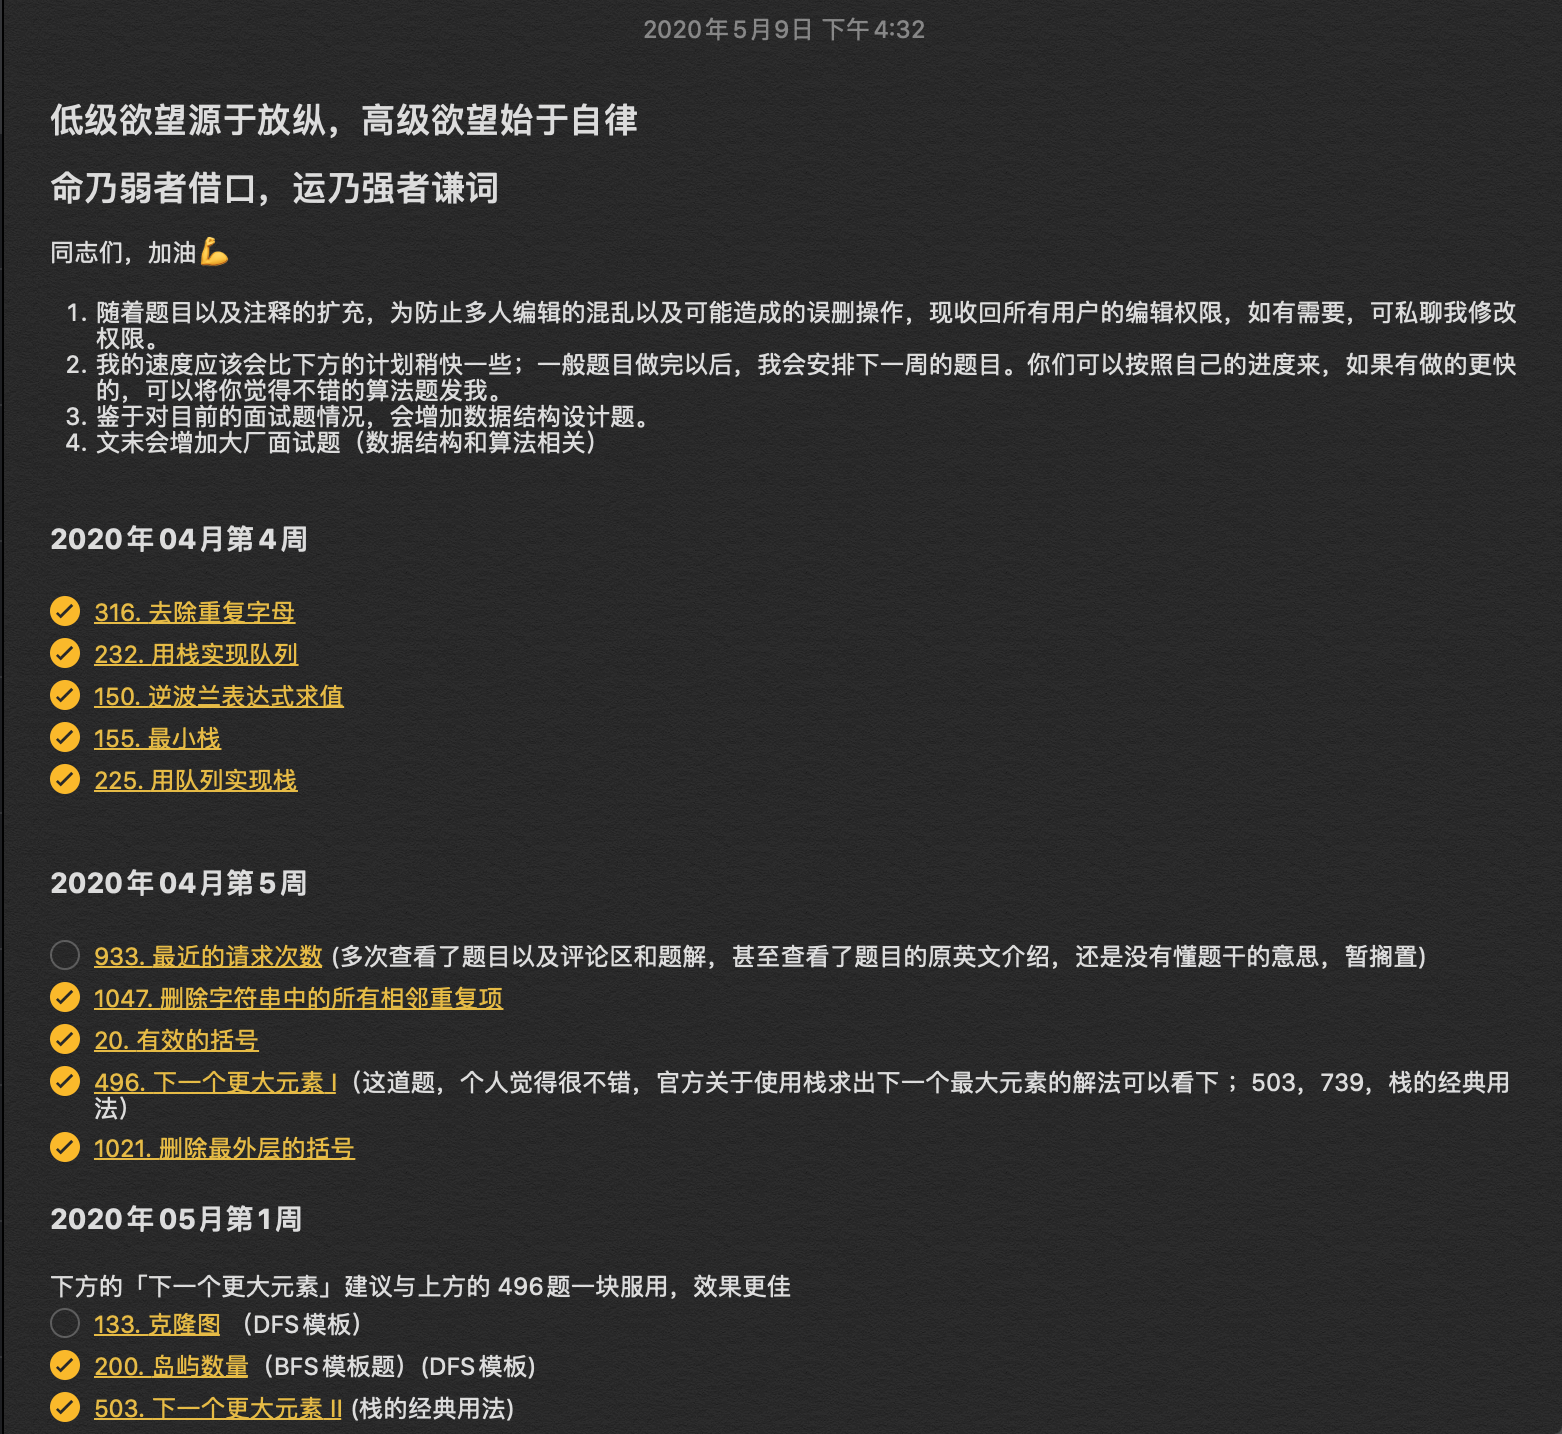 2020年5月9日 下午4:32
低级欲望源于放纵，高级欲望始于自律
命乃弱者借口，运乃强者谦词
同志们，加油💪
1. 随着题目以及注释的扩充，为防止多人编辑的混乱以及可能造成的误删操作，现收回所有用户的编辑权限，如有需要，可私聊我修改
权限。
2. 我的速度应该会比下方的计划稍快一些；一般题目做完以后，我会安排下一周的题目。你们可以按照自己的进度来，如果有做的更快
的，可以将你觉得不错的算法题发我。
3. 鉴于对目前的面试题情况，会增加数据结构设计题。
4. 文末会增加大厂面试题（数据结构和算法相关）
2020年04月第4周
316. 去除重复字母
232. 用栈实现队列
150. 逆波兰表达式求值
155. 最小栈
225. 用队列实现栈
2020年04月第5周
933. 最近的请求次数 (多次查看了题目以及评论区和题解，甚至查看了题目的原英文介绍，还是没有懂题干的意思，暂搁置)
1047. 删除字符串中的所有相邻重复项
20. 有效的括号
496. 下一个更大元素 I（这道题，个人觉得很不错，官方关于使用栈求出下一个最大元素的解法可以看下；503，739，栈的经典用
法）
1021. 删除最外层的括号
2020年05月第1周
下方的「下一个更大元素」建议与上方的 496题一块服用，效果更佳
133. 克隆图 （DFS模板）
200. 岛屿数量（BFS模板题）(DFS模板)
503. 下一个更大元素 II (栈的经典用法)